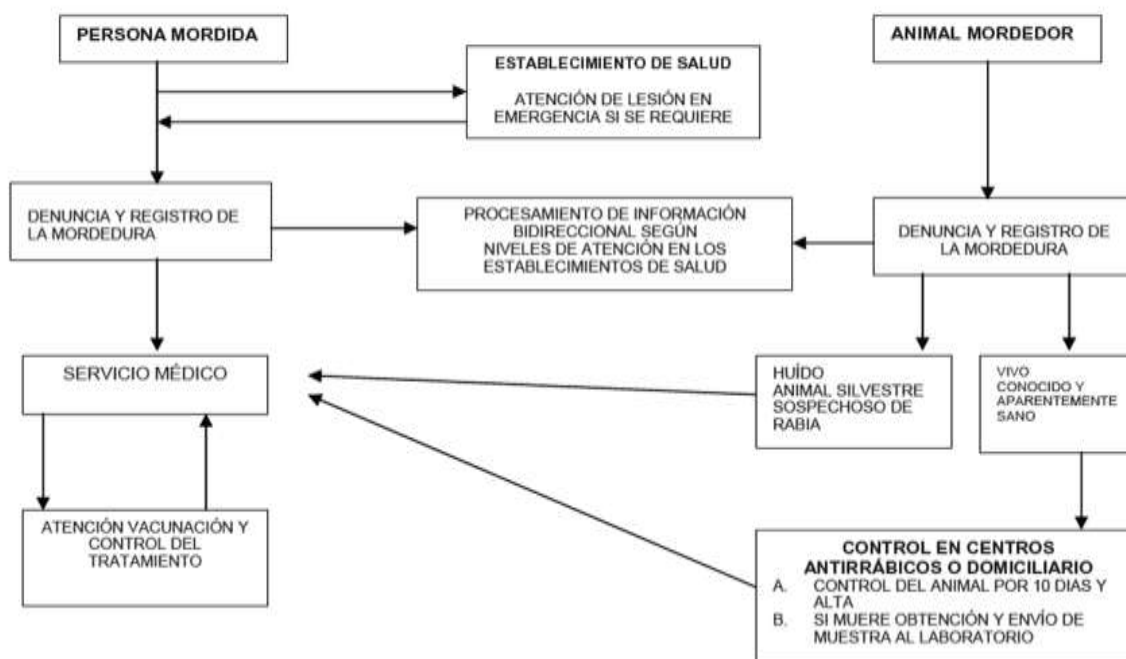 PERSONA MORDIDA
ANIMAL MORDEDOR
ESTABLECIMIENTO DE SALUD
ATENCIÓN DE LESIÓN EN
EMERGENCIA SI SE REQUIERE
DENUNCIA Y REGISTRO DE
LA MORDEDURA
PROCESAMIENTO DE INFORMACIÓN
BIDIRECCIONAL SEGÚN
NIVELES DE ATENCIÓN EN LOS
ESTABLECIMIENTOS DE SALUD
DENUNCIA Y REGISTRO DE
LA MORDEDURA
SERVICIO MÉDICO
HUÍDO
ANIMAL SILVESTRE
SOSPECHOSO DE
RABIA
VIVO
CONOCIDO Y
APARENTEMENTE
SANO
ATENCIÓN VACUNACIÓN Y
CONTROL DEL
TRATAMIENTO
CONTROL EN CENTROS
ANTIRRÁBICOS O DOMICILIARIO
A. CONTROL DEL ANIMAL POR 10 DIAS Y
ALTA
B. SI MUERE OBTENCIÓN Y ENVÍO DE
MUESTRA AL LABORATORIO